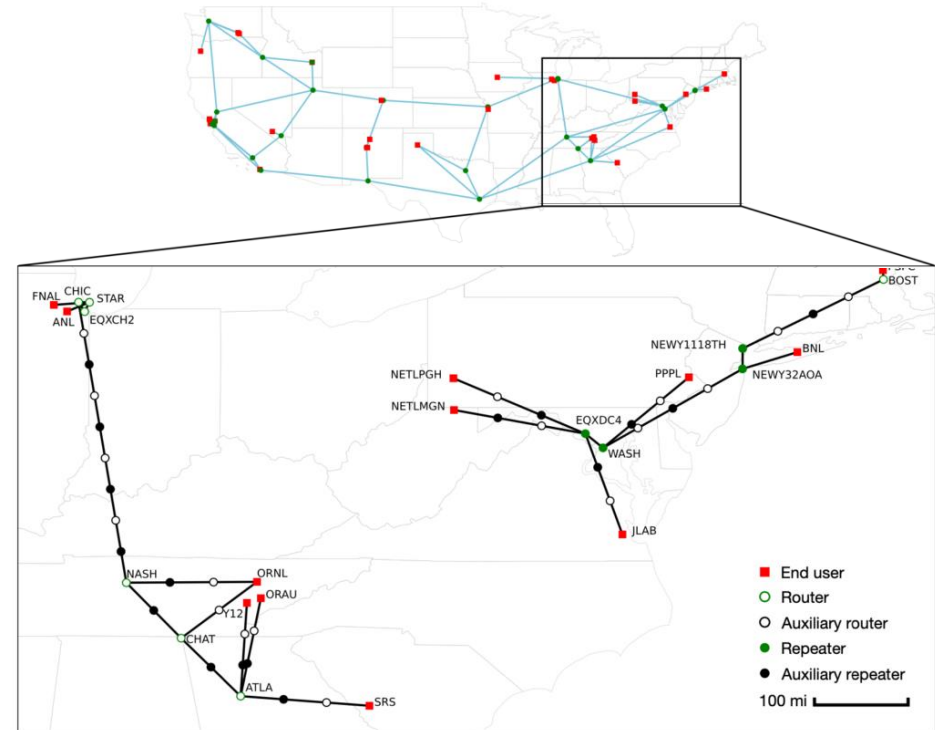 FNAL
CHIC
STAR
ANL
EQXCH2
BOST
NEWY1118TH
BNL
NEWY32AOA
NETLPGH
PPPL
NETLMGN
EQXDC4
WASH
JLAB
NASH
ORNL
ORAU
Y12
CHAT
ATLA
SRS
End user
Router
Auxiliary router
Repeater
Auxiliary repeater
100 mi